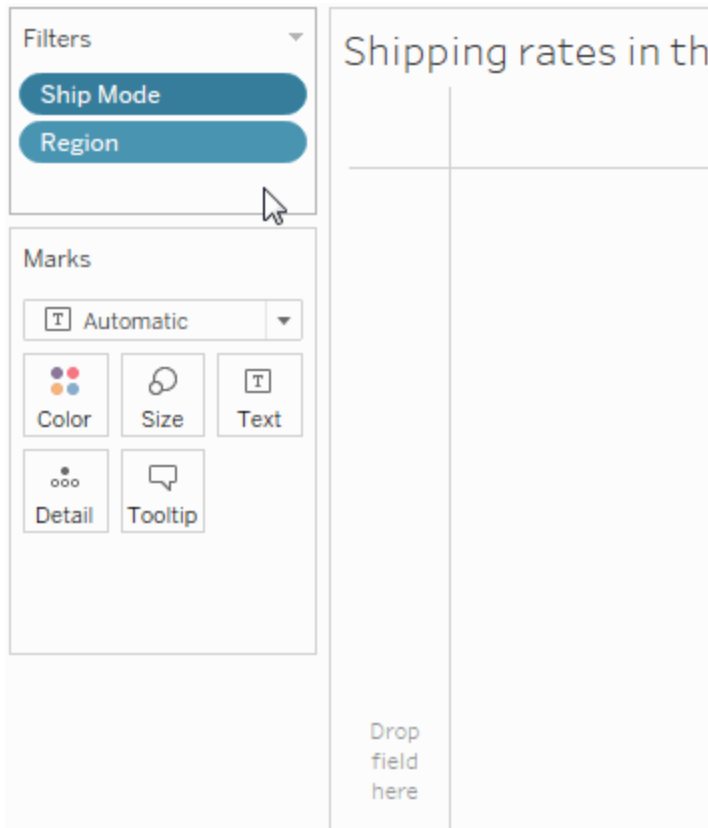 Filters
Ship Mode
Region
Marks
T Automatic
Color
Size
T
Text
Detail
Tooltip
Shipping rates in th
Drop
field
here